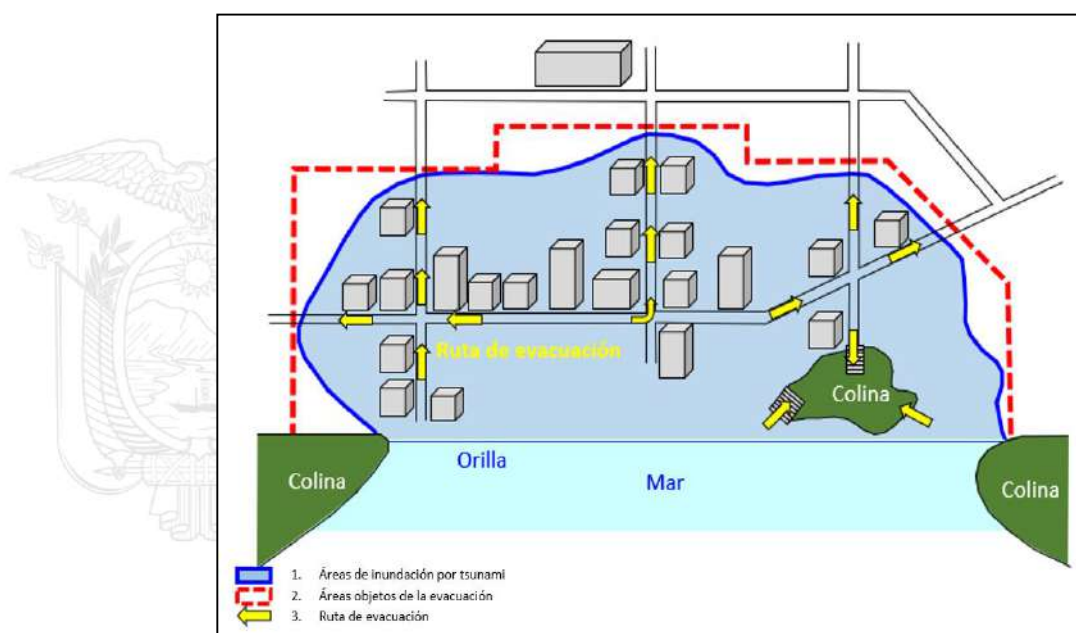 Ruta de evacuación
Colina
Orilla
Colina
Mar
Colina
1. Áreas de inundación por tsunami
2. Áreas objetos de la evacuación
3. Ruta de evacuación